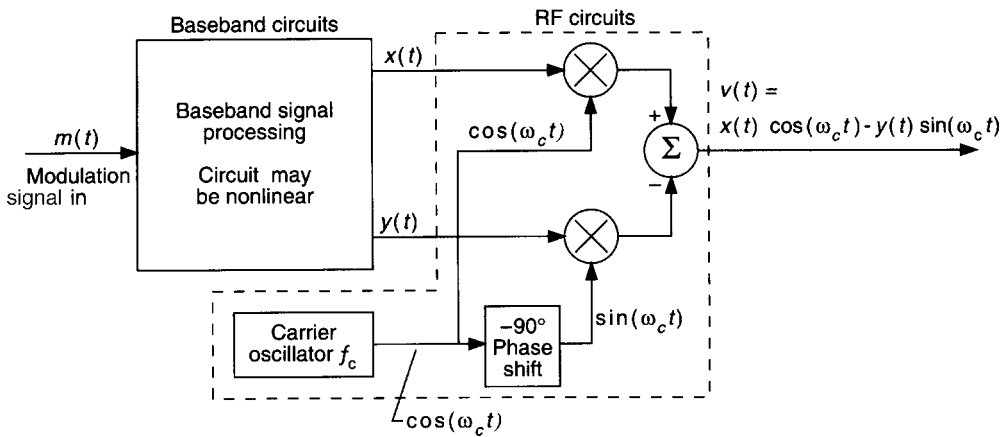 Baseband circuits
RF circuits
x(t)
Baseband signal
processing
Circuit may
be nonlinear
m(t)
Modulation
signal in
cos(ω_c t)
+
Σ
−
v(t) =
x(t) cos(ω_c t) - y(t) sin(ω_c t)
y(t)
sin(ω_c t)
Carrier
oscillator f_c
−90°
Phase
shift
cos(ω_c t)